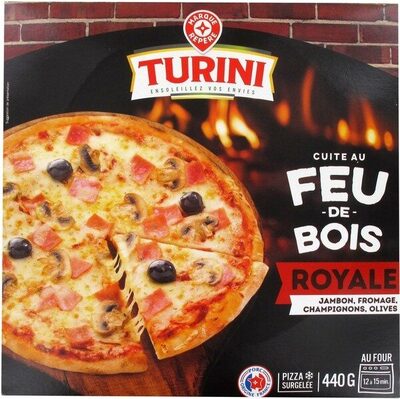 MARQUE
REPÈRE
TURINI
ENSOLEILLEZ VOS ENVIES
CUITE AU
FEU
-DE-
BOIS
ROYALE
JAMBON, FROMAGE,
CHAMPIGNONS, OLIVES
PIZZA
SURGELÉE
440G
AU FOUR
12 à 15 min.